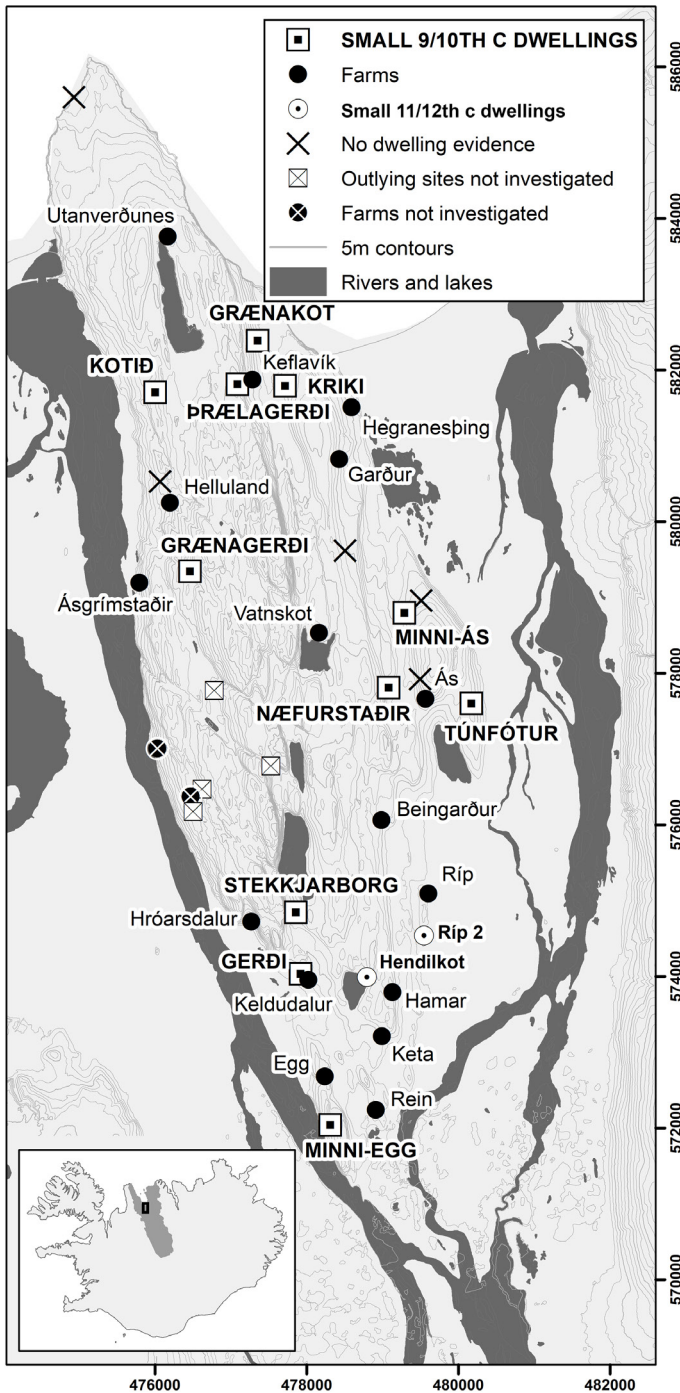 SMALL 9/10TH C DWELLINGS
Farms
Small 11/12th c dwellings
No dwelling evidence
Outlying sites not investigated
Farms not investigated
5m contours
Rivers and lakes
Utanverðunes
GRÆNAKOT
Keflavík
KOTIÐ
KRIKI
ÞRÆLAGERÐI
Hegranesþing
Garður
Helluland
GRÆNAGERÐI
Ásgrímstaðir
Vatnskot
MINNI-ÁS
Ás
NÆFURSTAÐIR
TÚNFÓTUR
Beingarður
Ríp
STEKKJARBORG
Hróarsdalur
Ríp 2
GERÐI
Hendilkot
Keldudalur
Hamar
Keta
Egg
Rein
MINNI-EGG
586000
584000
582000
580000
578000
576000
574000
572000
570000
476000 478000 480000 482000